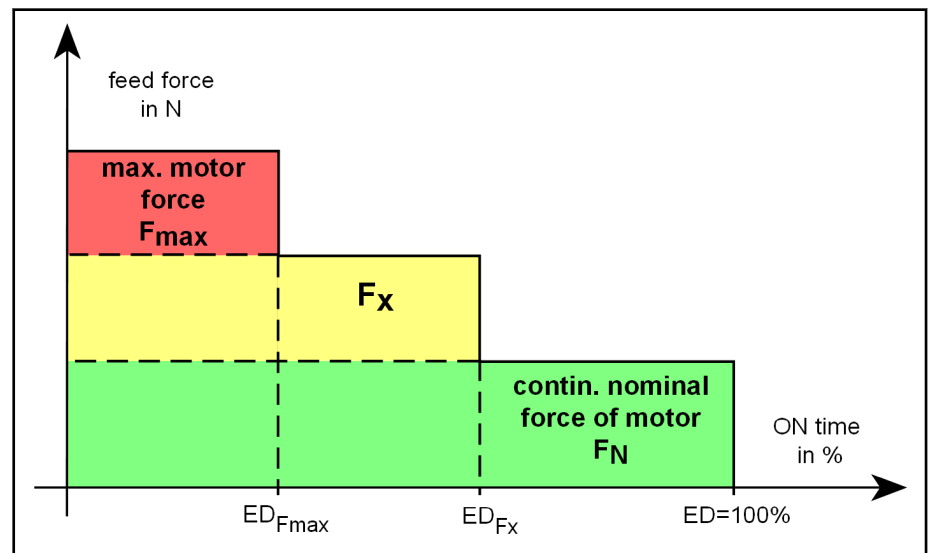 feed force
in N
max. motor
force
Fmax
Fx
contin. nominal
force of motor
FN
ON time
in %
EDFmax
EDFx
ED=100%